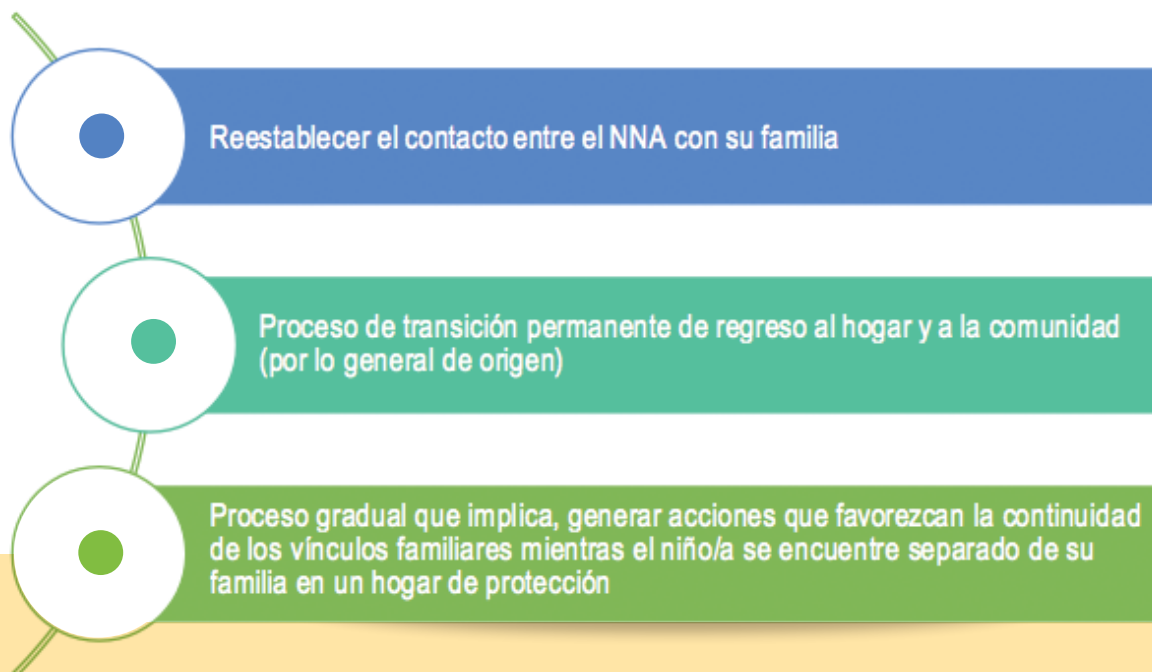 Reestablecer el contacto entre el NNA con su familia
Proceso de transición permanente de regreso al hogar y a la comunidad
(por lo general de origen)
Proceso gradual que implica, generar acciones que favorezcan la continuidad
de los vínculos familiares mientras el niño/a se encuentre separado de su
familia en un hogar de protección